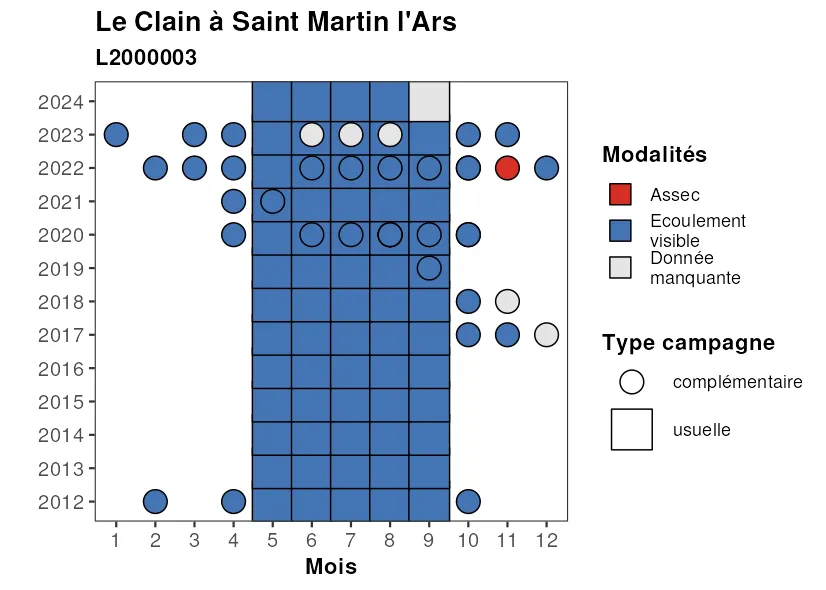 Le Clain à Saint Martin l'Ars
L2000003
2024
2023
2022
2021
2020
2019
2018
2017
2016
2015
2014
2013
2012
1 2 3 4 5 6 7 8 9 10 11 12
Mois
Modalités
Assec
Ecoulement
visible
Donnée
manquante
Type campagne
complémentaire
usuelle